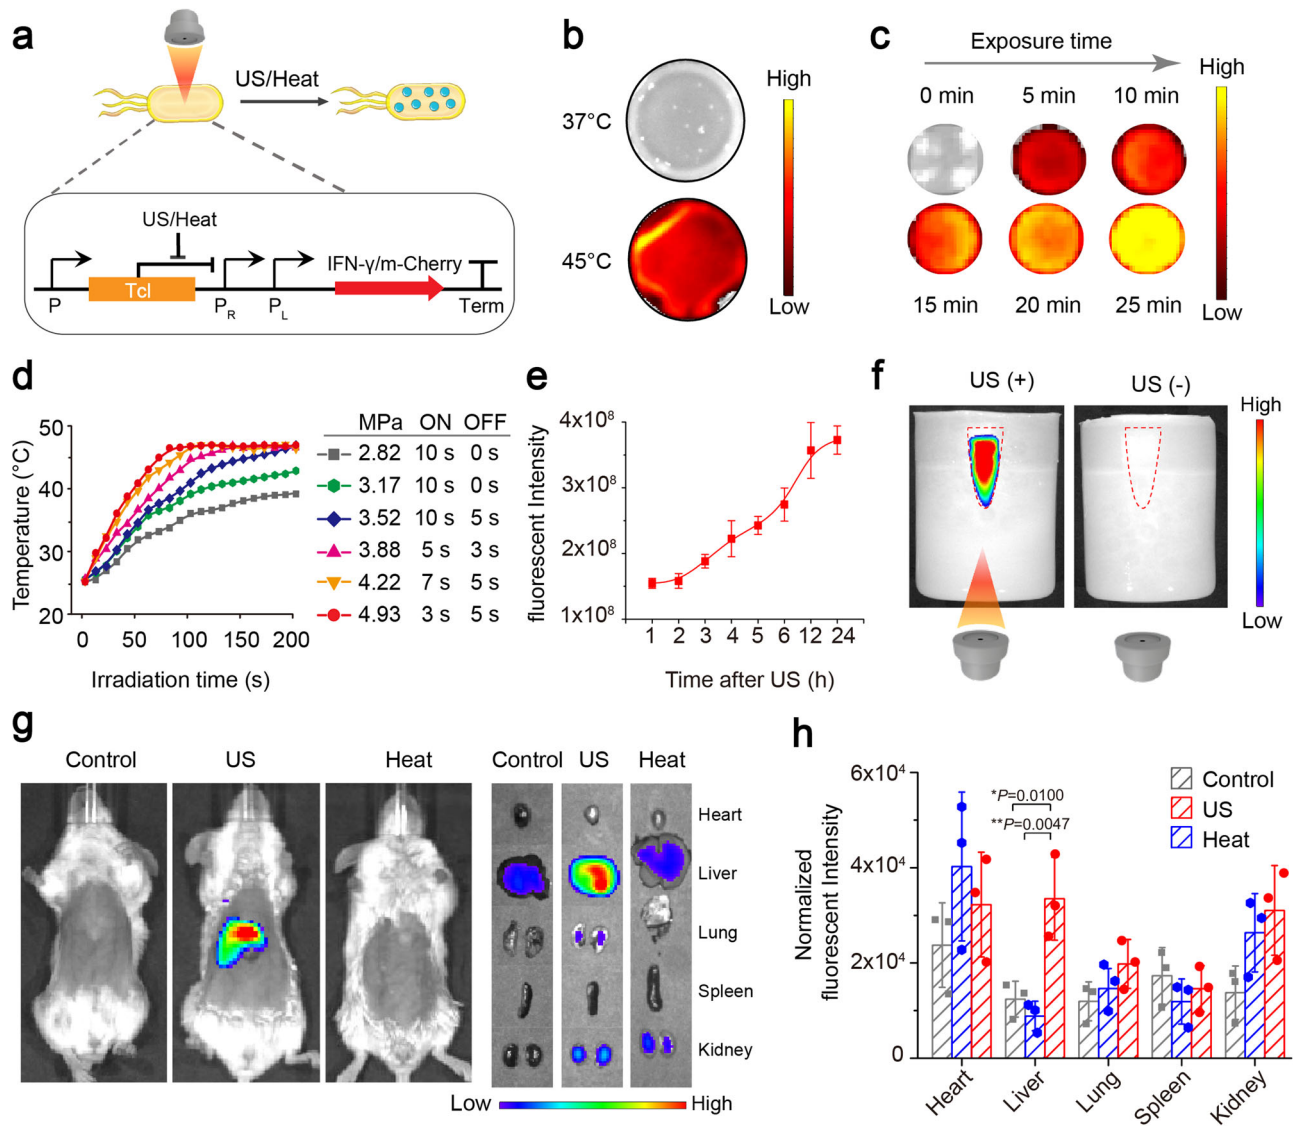 a
US/Heat
US/Heat
IFN-γ/m-Cherry
Tcl
P
P_R
P_L
Term
b
37°C
45°C
High
Low
c
Exposure time
0 min 5 min 10 min
15 min 20 min 25 min
High
Low
d
Temperature (°C)
50
40
30
20
0 50 100 150 200
Irradiation time (s)
MPa ON OFF
2.82 10 s 0 s
3.17 10 s 0 s
3.52 10 s 5 s
3.88 5 s 3 s
4.22 7 s 5 s
4.93 3 s 5 s
e
fluorescent Intensity
4x10⁸
3x10⁸
2x10⁸
1x10⁸
1 2 3 4 5 6 12 24
Time after US (h)
f
US (+) US (-)
High
Low
g
Control US Heat
Control US Heat
Heart
Liver
Lung
Spleen
Kidney
Low High
h
Normalized
fluorescent Intensity
6x10⁴
4x10⁴
2x10⁴
0
*P=0.0100
**P=0.0047
Control
US
Heat
Heart Liver Lung Spleen Kidney